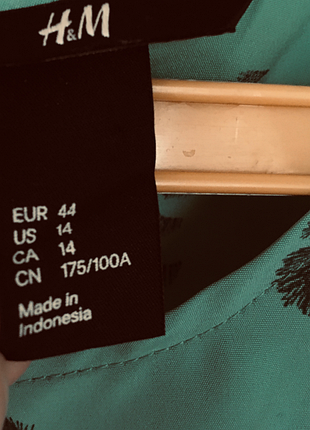 H&M
EUR 44
US 14
CA 14
CN 175/100A
Made in
Indonesia